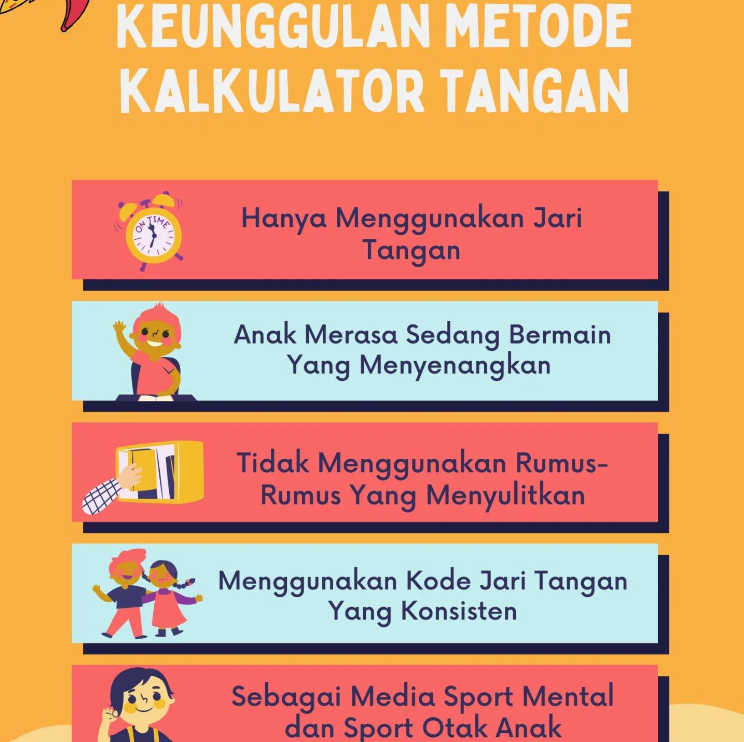 KEUNGGULAN METODE
KALKULATOR TANGAN
ON TIME
Hanya Menggunakan Jari
Tangan
Anak Merasa Sedang Bermain
Yang Menyenangkan
Tidak Menggunakan Rumus-
Rumus Yang Menyulitkan
Menggunakan Kode Jari Tangan
Yang Konsisten
Sebagai Media Sport Mental
dan Sport Otak Anak